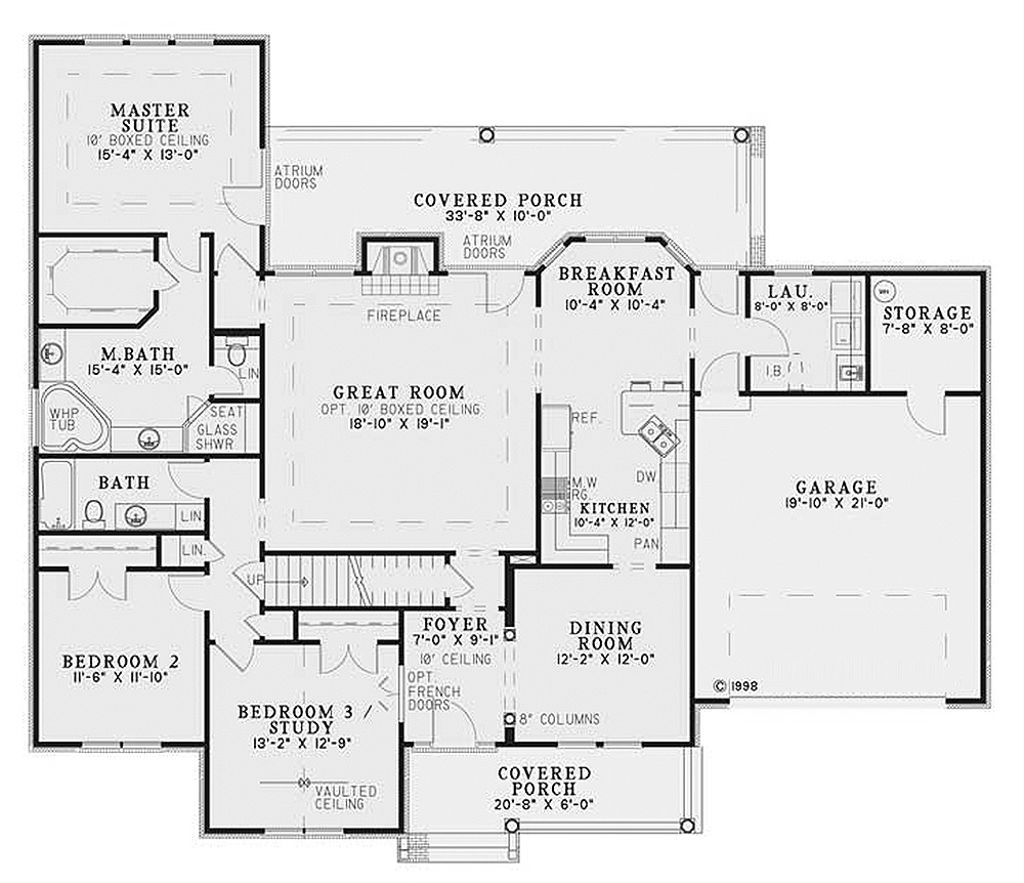 MASTER
SUITE
10' BOXED CEILING
15'-4" X 13'-0"
ATRIUM
DOORS
COVERED PORCH
33'-8" X 10'-0"
ATRIUM
DOORS
FIREPLACE
BREAKFAST
ROOM
10'-4" X 10'-4"
LAU.
8'-0" X 8'-0"
I.B.
WH
STORAGE
7'-8" X 8'-0"
M.BATH
15'-4" X 15'-0"
LIN
WHP
TUB
SEAT
GLASS
SHWR
GREAT ROOM
OPT. 10' BOXED CEILING
18'-10" X 19'-1"
REF.
DW
M.W
RG.
KITCHEN
10'-4" X 12'-0"
PAN
GARAGE
19'-10" X 21'-0"
BATH
LIN
LIN.
UP
FOYER
7'-0" X 9'-1"
10' CEILING
OPT.
FRENCH
DOORS
DINING
ROOM
12'-2" X 12'-0"
8" COLUMNS
© 1998
BEDROOM 2
11'-6" X 11'-10"
BEDROOM 3 /
STUDY
13'-2" X 12'-9"
VAULTED
CEILING
COVERED
PORCH
20'-8" X 6'-0"